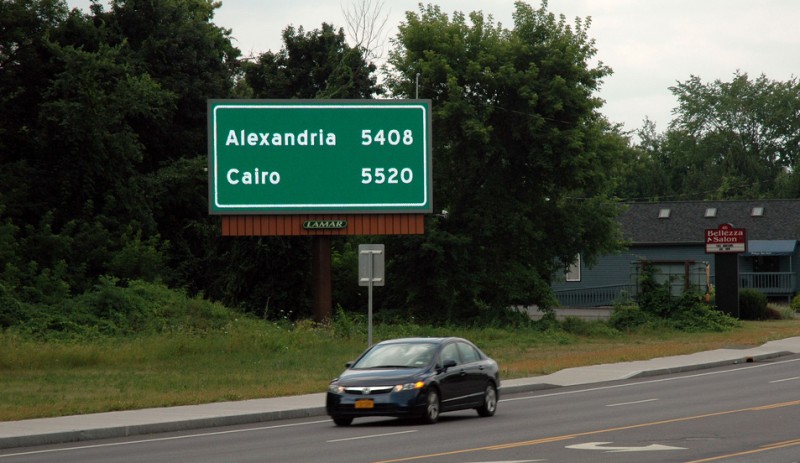 Alexandria 5408
Cairo 5520
LAMAR
Bellezza
Salon